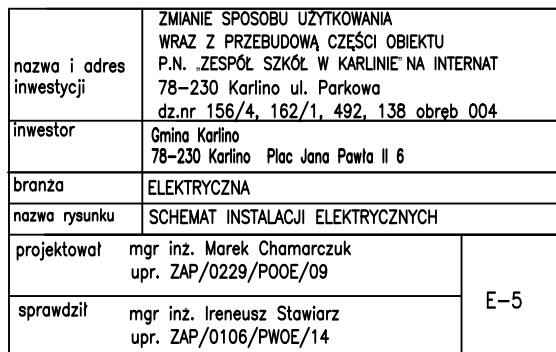 nazwa i adres inwestycji
ZMIANIE SPOSOBU UŻYTKOWANIA
WRAZ Z PRZEBUDOWĄ CZĘŚCI OBIEKTU
P.N. „ZESPÓŁ SZKÓŁ W KARLINIE" NA INTERNAT
78-230 Karlino ul. Parkowa
dz.nr 156/4, 162/1, 492, 138 obręb 004
inwestor
Gmina Karlino
78-230 Karlino Plac Jana Pawła II 6
branża ELEKTRYCZNA
nazwa rysunku SCHEMAT INSTALACJI ELEKTRYCZNYCH
projektował mgr inż. Marek Chamarczuk
upr. ZAP/0229/POOE/09
sprawdził mgr inż. Ireneusz Stawiarz
upr. ZAP/0106/PWOE/14
E-5